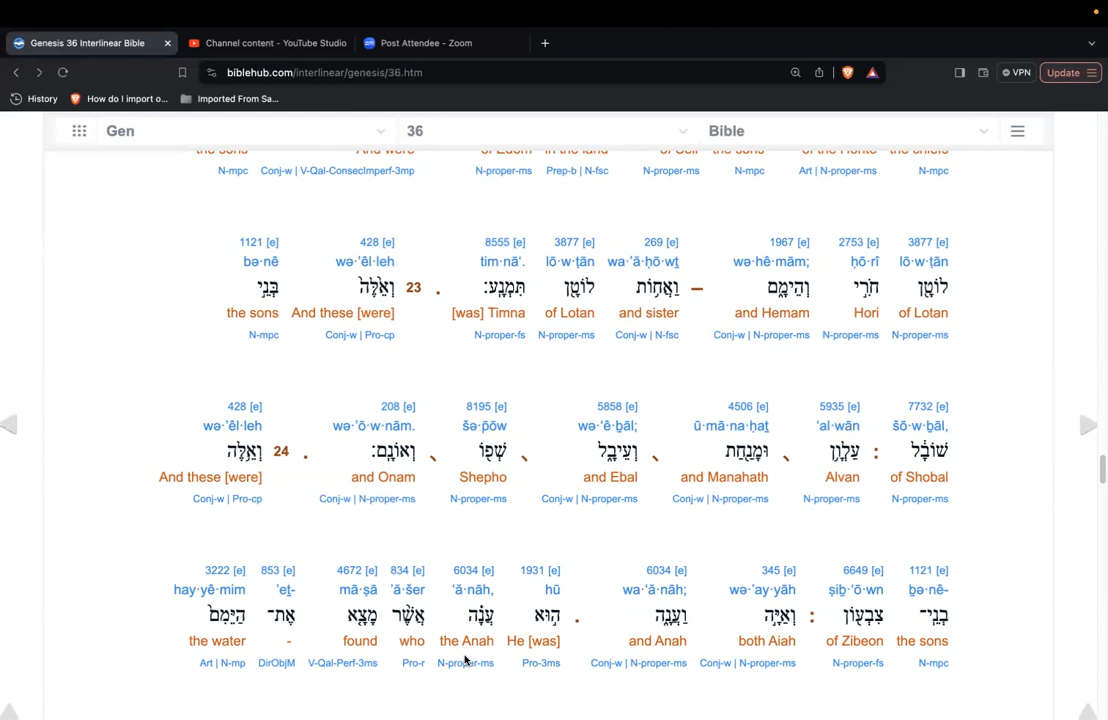 Genesis 36 Interlinear Bible
Channel content - YouTube Studio
Post Attendee - Zoom
biblehub.com/interlinear/genesis/36.htm
VPN
Update
History
How do I import o...
Imported From Sa...
Gen 36 Bible
N-mpc Conj-w | V-Qal-ConsecImperf-3mp N-proper-ms Prep-b | N-fsc N-proper-ms N-mpc Art | N-proper-ms N-mpc
1121 [e] 428 [e] 8555 [e] 3877 [e] 269 [e] 1967 [e] 2753 [e] 3877 [e]
bə·nê wə·’êl·leh tim·nā‘. lō·w·ṭān wa·’ă·ḥō·wṯ wə·hê·mām; ḥō·rî lō·w·ṭān
לוֹטָ֖ן חֹרִ֣י וְהֵימָ֑ם – וַאֲח֥וֹת לוֹטָ֖ן תִּמְנָֽע׃ . 23 וְאֵ֙לֶּה֙ בְּנֵ֣י
the sons And these [were] [was] Timna of Lotan and sister and Hemam Hori of Lotan
N-mpc Conj-w | Pro-cp N-proper-fs N-proper-ms Conj-w | N-fsc Conj-w | N-proper-ms N-proper-ms N-proper-ms
428 [e] 208 [e] 8195 [e] 5858 [e] 4506 [e] 5935 [e] 7732 [e]
wə·’êl·leh wə·’ō·w·nām. šə·p̄ōw wə·‘ê·ḇāl; ū·mā·na·ḥaṯ ‘al·wān šō·w·ḇāl,
שׁוֹבָ֔ל : עַלְוָ֥ן 、 וּמָנַ֖חַת 、 וְעֵיבָ֑ל 、 שְׁפ֖וֹ 、 וְאוֹנָֽם׃ . 24 וְאֵ֥לֶּה
And these [were] and Onam Shepho and Ebal and Manahath Alvan of Shobal
Conj-w | Pro-cp Conj-w | N-proper-ms N-proper-ms Conj-w | N-proper-ms Conj-w | N-proper-ms N-proper-ms N-proper-ms
3222 [e] 853 [e] 4672 [e] 834 [e] 6034 [e] 1931 [e] 6034 [e] 345 [e] 6649 [e] 1121 [e]
hay·yê·mim ’eṯ- mā·ṣā ’ă·šer ‘ă·nāh, hū wa·‘ă·nāh; wə·’ay·yāh ṣiḇ·‘ō·wn ḇə·nê-
בְנֵֽי־ צִבְע֖וֹן : וְאַיָּ֣ה וַעֲנָ֑ה . ה֣וּא עֲנָ֗ה אֲשֶׁ֨ר מָצָ֤א אֶת־ הַיֵּמִם֙
the water - found who the Anah He [was] and Anah both Aiah of Zibeon the sons
Art | N-mp DirObjM V-Qal-Perf-3ms Pro-r N-proper-ms Pro-3ms Conj-w | N-proper-ms Conj-w | N-proper-ms N-proper-fs N-mpc